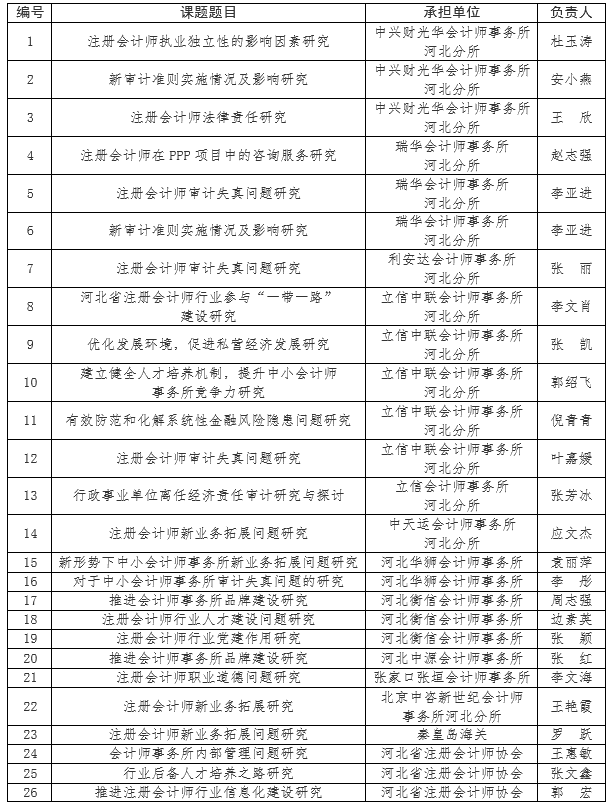 编号 课题题目 承担单位 负责人
1 注册会计师执业独立性的影响因素研究 中兴财光华会计师事务所
河北分所 杜玉涛
2 新审计准则实施情况及影响研究 中兴财光华会计师事务所
河北分所 安小燕
3 注册会计师法律责任研究 中兴财光华会计师事务所
河北分所 王 欣
4 注册会计师在PPP项目中的咨询服务研究 瑞华会计师事务所
河北分所 赵志强
5 注册会计师审计失真问题研究 瑞华会计师事务所
河北分所 李亚进
6 新审计准则实施情况及影响研究 瑞华会计师事务所
河北分所 李亚进
7 注册会计师审计失真问题研究 利安达会计师事务所
河北分所 张 丽
8 河北省注册会计师行业参与“一带一路”
建设研究 立信中联会计师事务所
河北分所 李文肖
9 优化发展环境，促进私营经济发展研究 立信中联会计师事务所
河北分所 张 凯
10 建立健全人才培养机制，提升中小会计师
事务所竞争力研究 立信中联会计师事务所
河北分所 郭绍飞
11 有效防范和化解系统性金融风险隐患问题研究 立信中联会计师事务所
河北分所 倪青青
12 注册会计师审计失真问题研究 立信中联会计师事务所
河北分所 叶嘉媛
13 行政事业单位离任经济责任审计研究与探讨 立信会计师事务所
河北分所 张芳冰
14 注册会计师新业务拓展问题研究 中天运会计师事务所
河北分所 应文杰
15 新形势下中小会计师事务所新业务拓展问题研究 河北华狮会计师事务所 袁丽萍
16 对于中小会计师事务所审计失真问题的研究 河北华狮会计师事务所 李 彤
17 推进会计师事务所品牌建设研究 河北衡信会计师事务所 周志强
18 注册会计师行业人才建设问题研究 河北衡信会计师事务所 边素英
19 注册会计师行业党建作用研究 河北衡信会计师事务所 张 颖
20 推进会计师事务所品牌建设研究 河北中源会计师事务所 张 红
21 注册会计师职业道德问题研究 张家口张垣会计师事务所 李文海
22 注册会计师新业务拓展研究 北京中咨新世纪会计师
事务所河北分所 王艳霞
23 注册会计师新业务拓展问题研究 秦皇岛海关 罗 跃
24 会计师事务所内部管理问题研究 河北省注册会计师协会 王惠敏
25 行业后备人才培养之路研究 河北省注册会计师协会 张文鑫
26 推进注册会计师行业信息化建设研究 河北省注册会计师协会 郭 宏